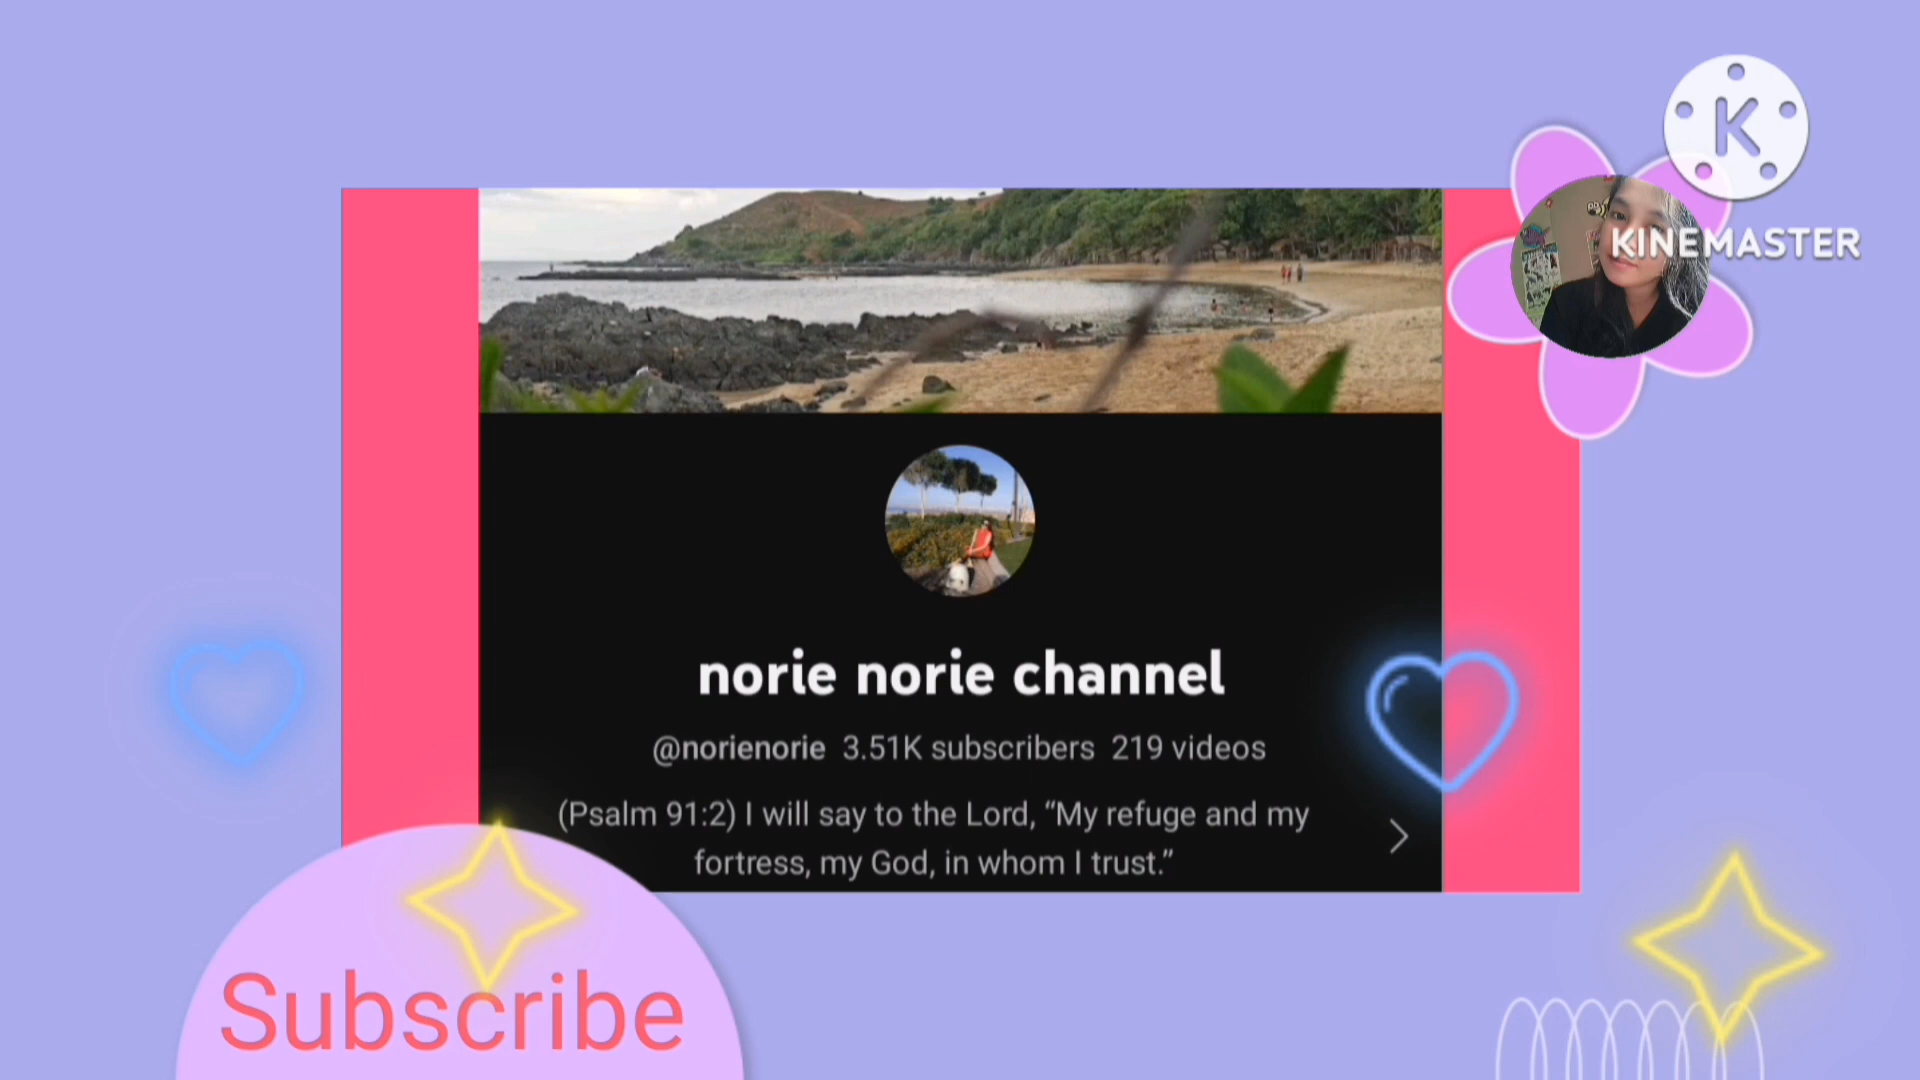 K
KINEMASTER
norie norie channel
@norienorie 3.51K subscribers 219 videos
(Psalm 91:2) I will say to the Lord, “My refuge and my
fortress, my God, in whom I trust.”
Subscribe